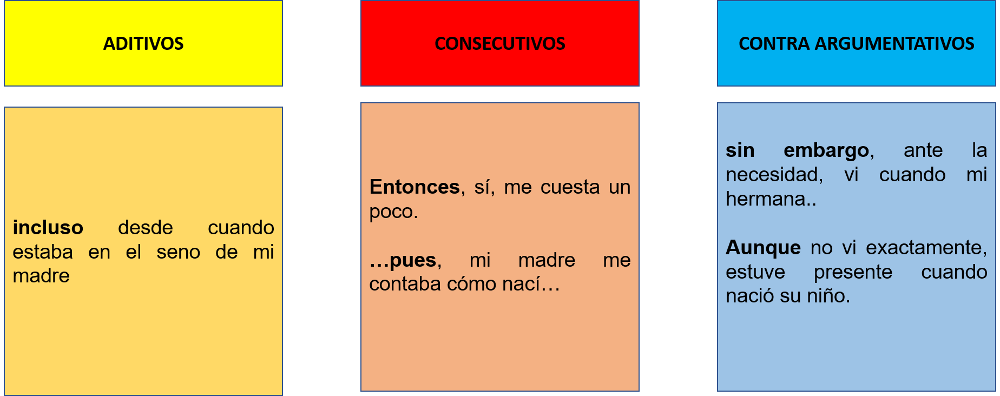 ADITIVOS
incluso desde cuando
estaba en el seno de mi
madre
CONSECUTIVOS
Entonces, sí, me cuesta un
poco.
…pues, mi madre me
contaba cómo nací…
CONTRA ARGUMENTATIVOS
sin embargo, ante la
necesidad, vi cuando mi
hermana..
Aunque no vi exactamente,
estuve presente cuando
nació su niño.